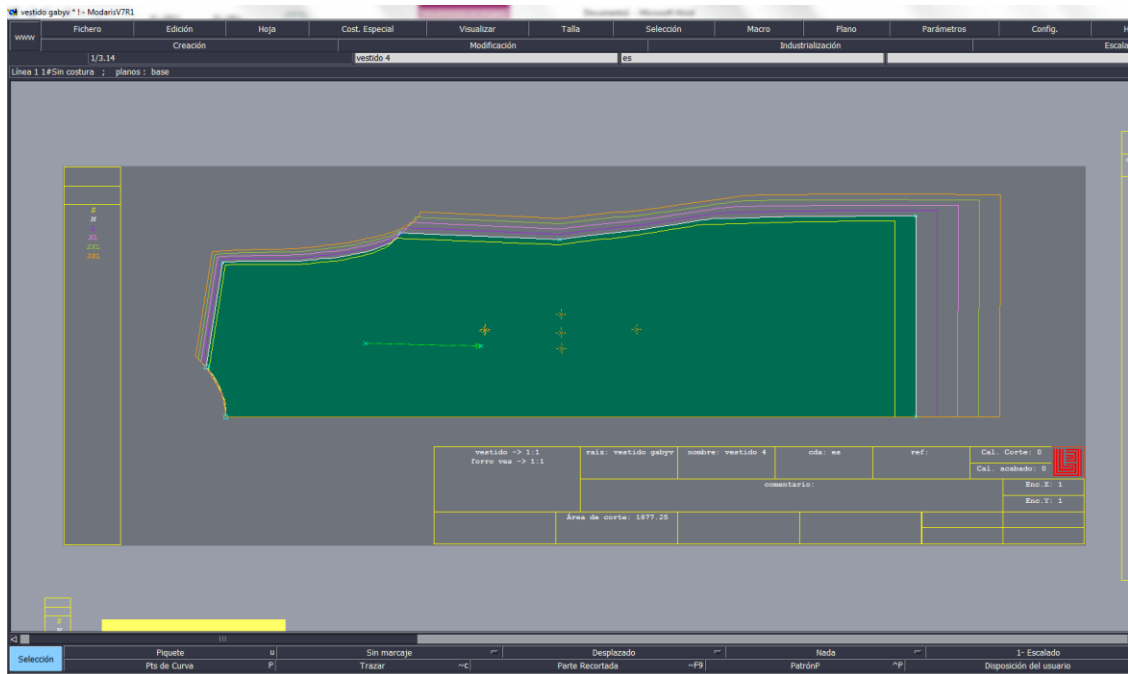 vestido gabyv * ! - ModarisV7R1
www
Fichero Edición Hoja Cost. Especial Visualizar Talla Selección Macro Plano Parámetros Config. H
Creación Modificación Industrialización Escala
1/3.14 vestido 4 es
Línea 1 1#Sin costura ; planos : base
M
XL
2XL
3XL
vestido -> 1:1 raiz: vestido gabyv nombre: vestido 4 cda: es ref: Cal. Corte: 0
forro ves -> 1:1
Cal. acabado: 0
comentario: Enc.X: 1
Enc.Y: 1
Área de corte: 1877.25
Selección
Piquete u Sin marcaje Desplazado Nada 1- Escalado
Pts de Curva P Trazar ~c Parte Recortada ~F9 PatrónP ^P Disposición del usuario